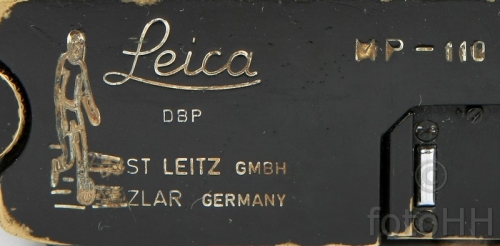 Leica
MP-110
DBP
ST LEITZ GMBH
ZLAR GERMANY
©
fotoHH